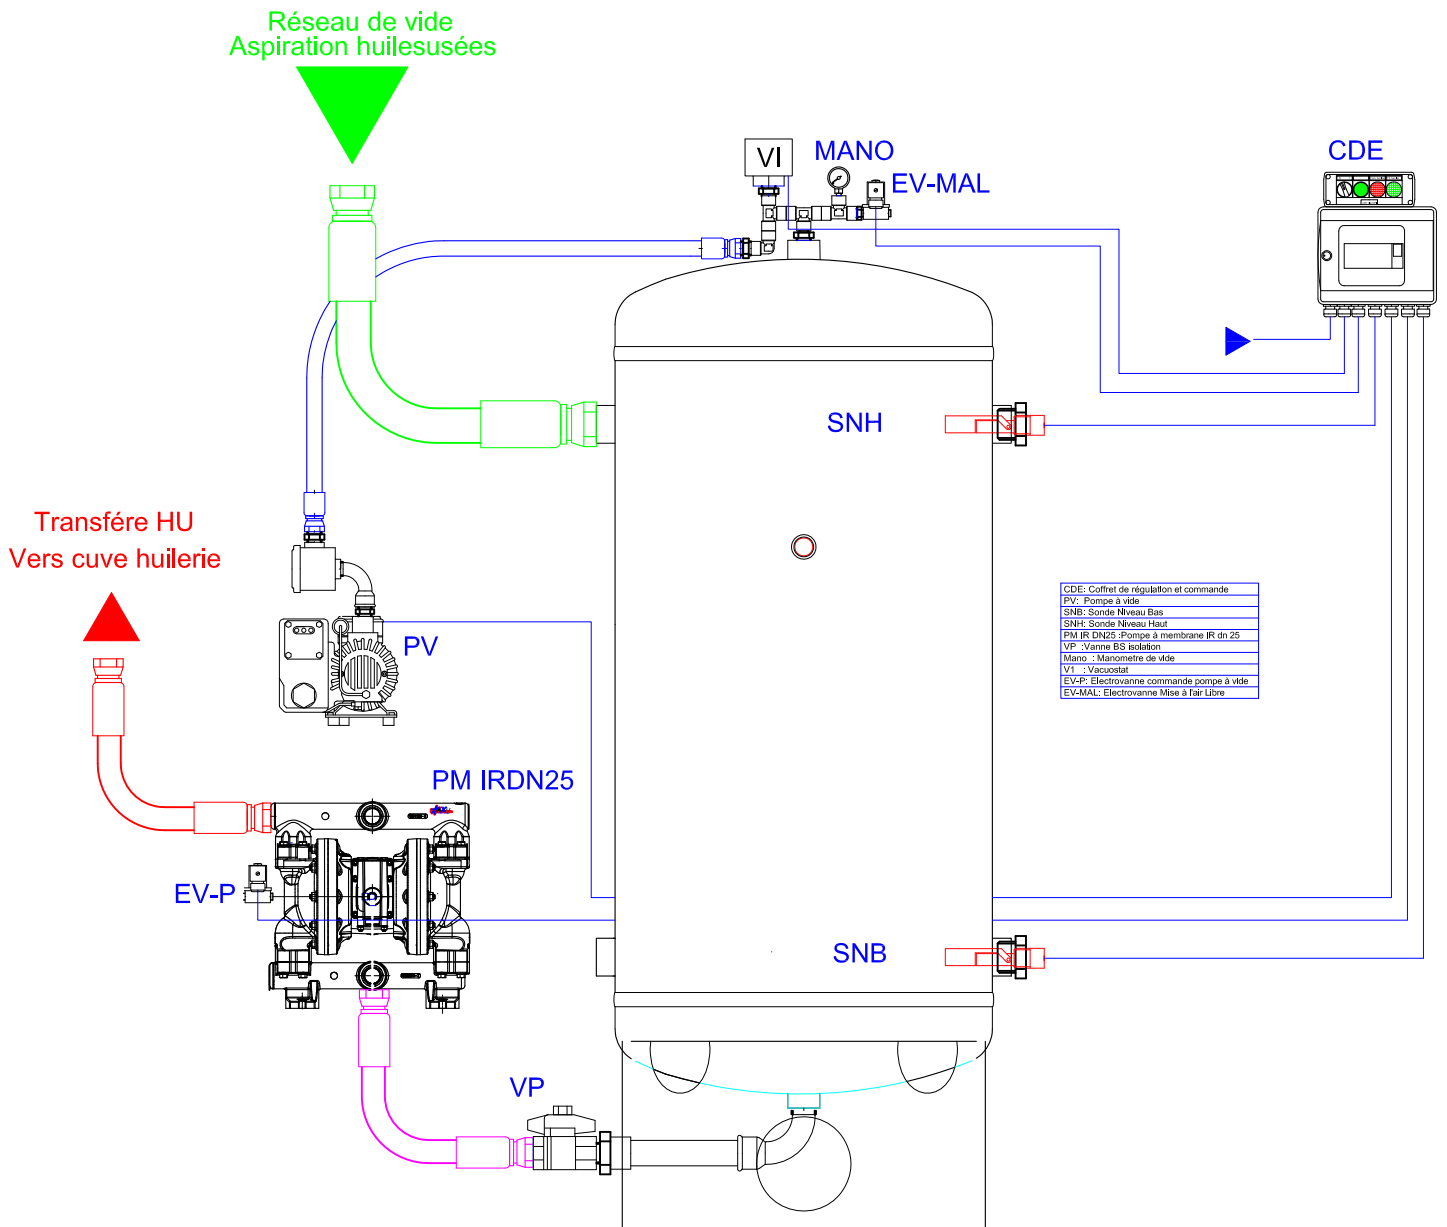 Réseau de vide
Aspiration huilesusées
VI
MANO
EV-MAL
CDE
SNH
Transfére HU
Vers cuve huilerie
PV
CDE: Coffret de régulation et commande
PV: Pompe à vide
SNB: Sonde Niveau Bas
SNH: Sonde Niveau Haut
PM IR DN25 :Pompe à membrane IR dn 25
VP :Vanne BS isolation
Mano : Manometre de vide
V1 : Vacuostat
EV-P: Electrovanne commande pompe à vide
EV-MAL: Electrovanne Mise à l'air Libre
PM IRDN25
EV-P
SNB
VP